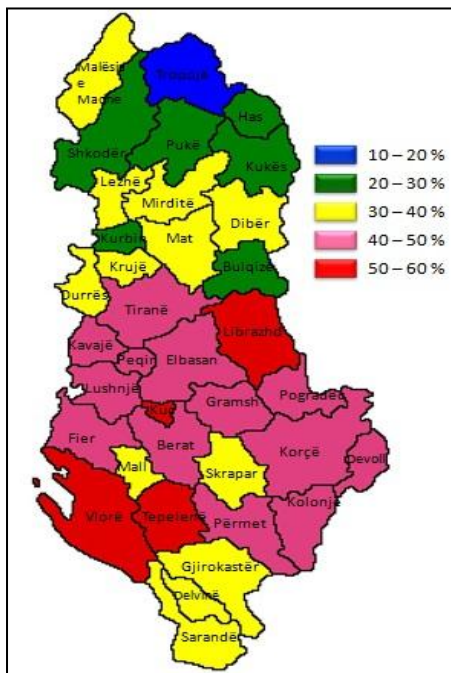 Malësi
e
Madhe
Tropojë
Has
Shkodër
Pukë
Kukës
Lezhë
Mirditë
Dibër
Kurbin
Mat
Krujë
Bulqizë
Durrës
Tiranë
Librazhd
Kavajë
Peqin
Elbasan
Lushnjë
Gramsh
Pogradec
Kuç
Fier
Berat
Korçë
Devoll
Mall
Skrapar
Kolonjë
Vlorë
Tepelenë
Përmet
Gjirokastër
Delvinë
Sarandë
10 – 20 %
20 – 30 %
30 – 40 %
40 – 50 %
50 – 60 %